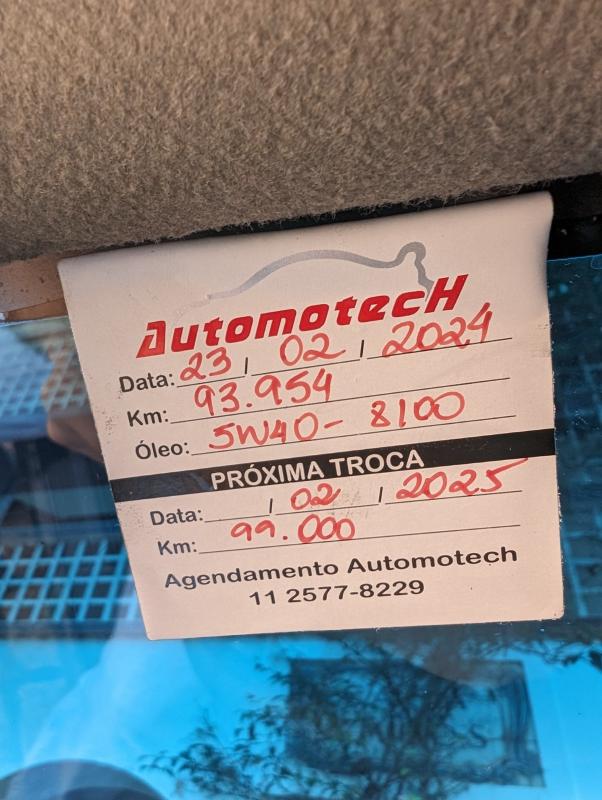 AutomotecH
Data: 23 / 02 / 2024
Km: 93.954
Óleo: 5W40- 8100
PRÓXIMA TROCA
Data: / 02 / 2025
Km: 99.000
Agendamento Automotech
11 2577-8229